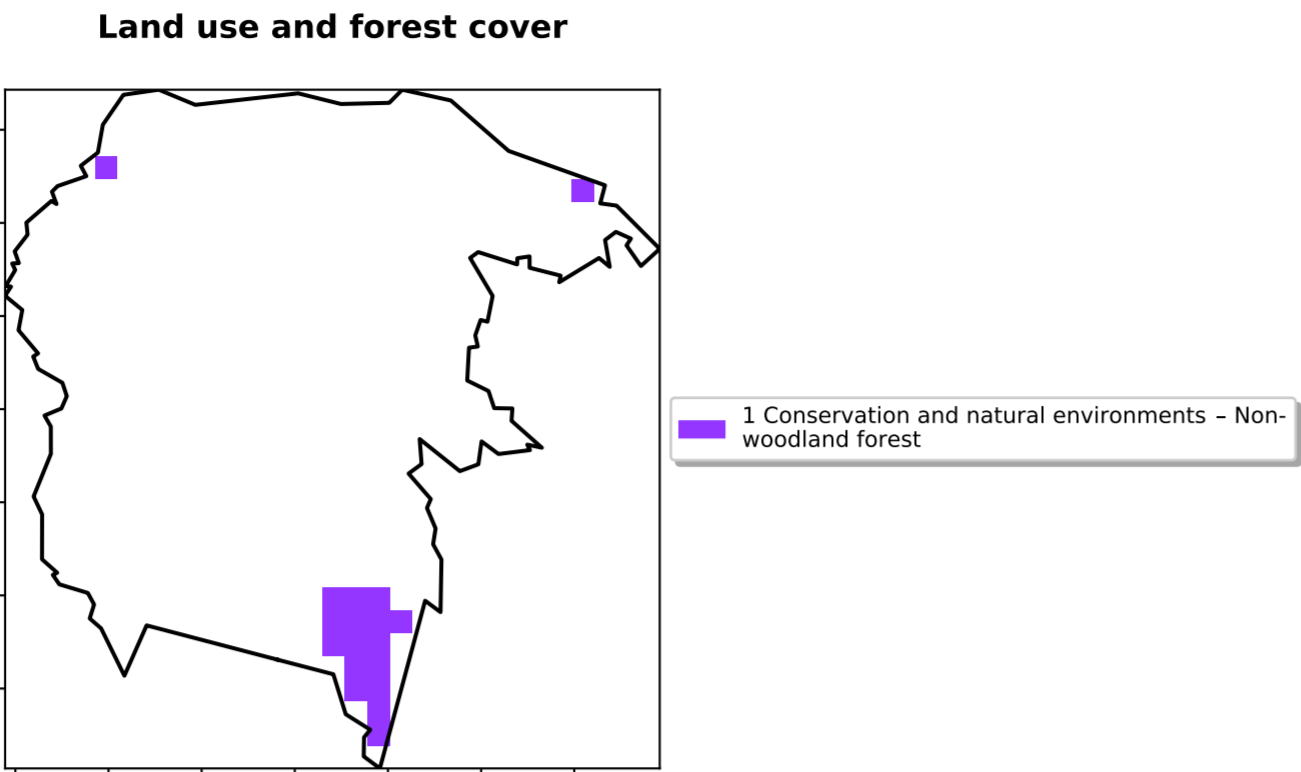 Land use and forest cover
1 Conservation and natural environments – Non-
woodland forest